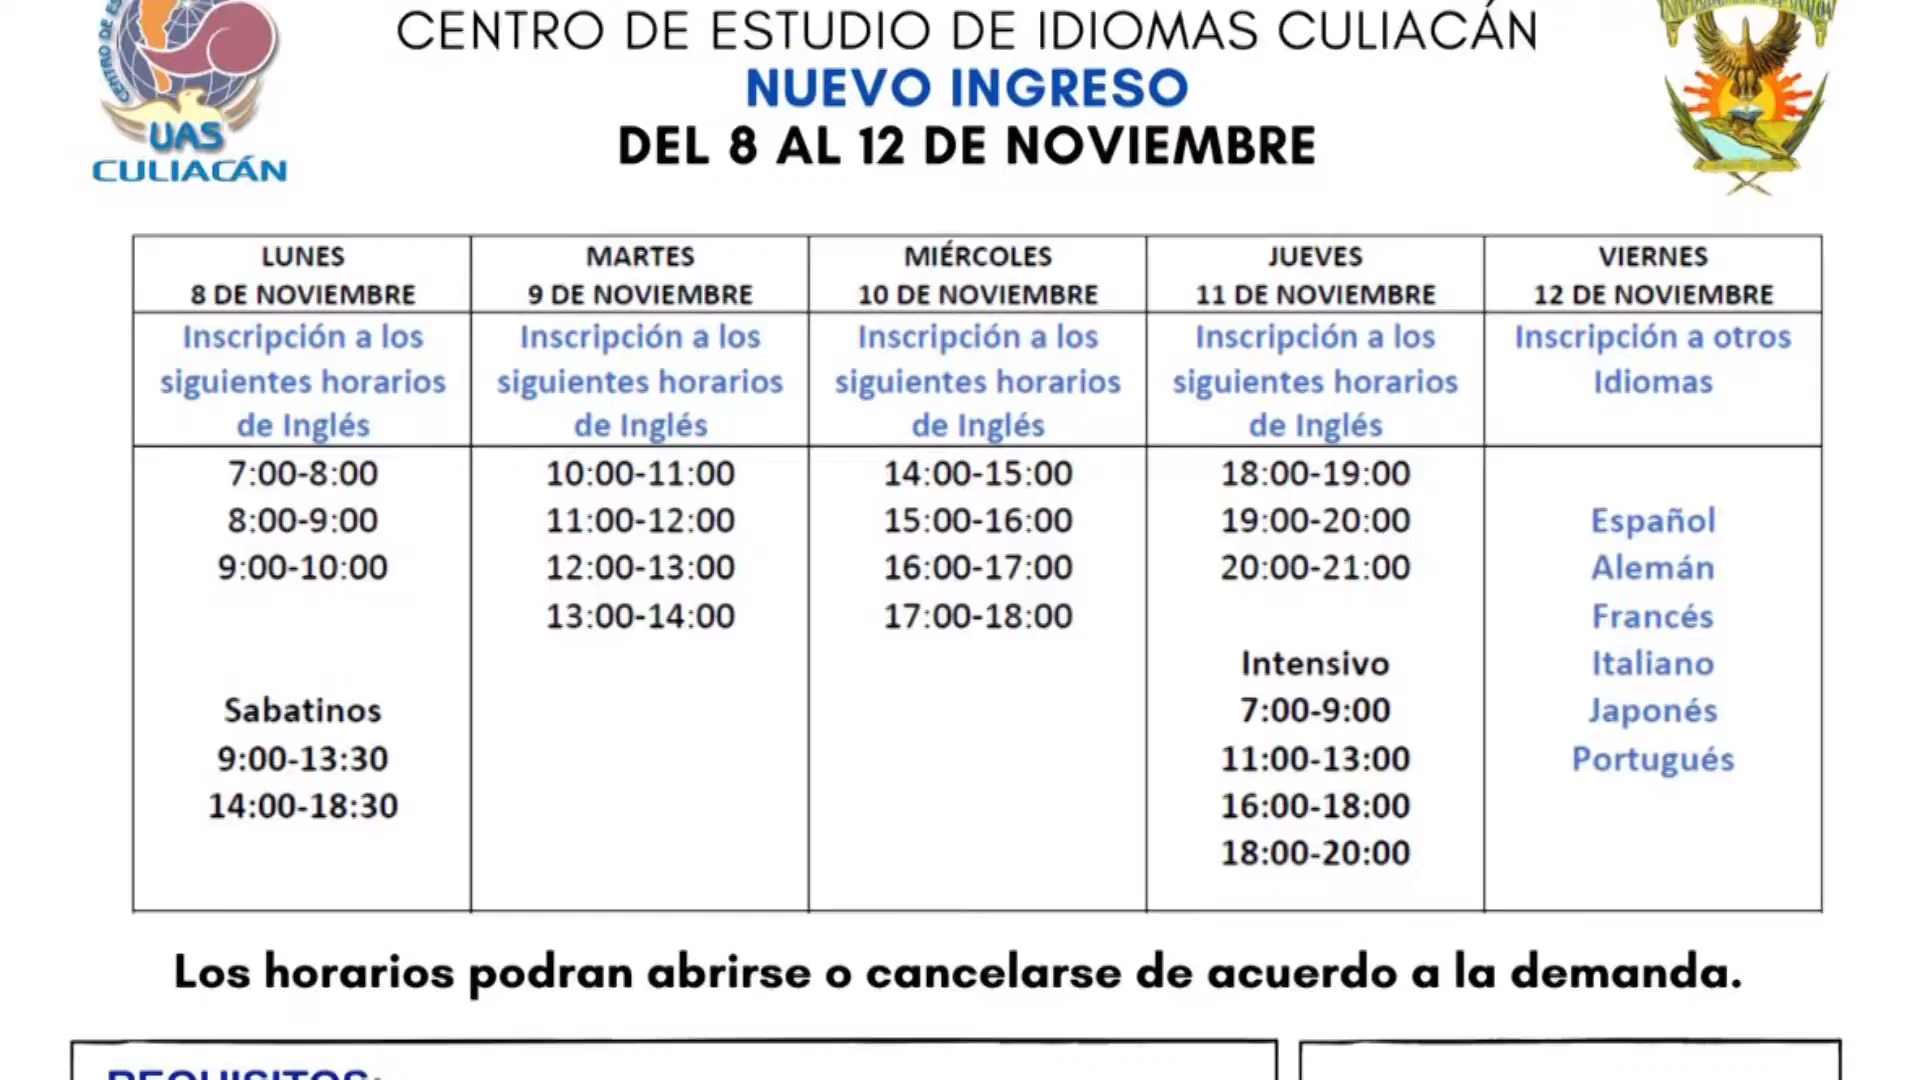 CENTRO DE ESTUDIO DE IDIOMAS CULIACÁN
NUEVO INGRESO
DEL 8 AL 12 DE NOVIEMBRE
CENTRO DE
UAS
CULIACÁN
LUNES
8 DE NOVIEMBRE
MARTES
9 DE NOVIEMBRE
MIÉRCOLES
10 DE NOVIEMBRE
JUEVES
11 DE NOVIEMBRE
VIERNES
12 DE NOVIEMBRE
Inscripción a los
siguientes horarios
de Inglés
Inscripción a los
siguientes horarios
de Inglés
Inscripción a los
siguientes horarios
de Inglés
Inscripción a los
siguientes horarios
de Inglés
Inscripción a otros
Idiomas
7:00-8:00
8:00-9:00
9:00-10:00
Sabatinos
9:00-13:30
14:00-18:30
10:00-11:00
11:00-12:00
12:00-13:00
13:00-14:00
14:00-15:00
15:00-16:00
16:00-17:00
17:00-18:00
18:00-19:00
19:00-20:00
20:00-21:00
Intensivo
7:00-9:00
11:00-13:00
16:00-18:00
18:00-20:00
Español
Alemán
Francés
Italiano
Japonés
Portugués
Los horarios podran abrirse o cancelarse de acuerdo a la demanda.
REQUISITOS: